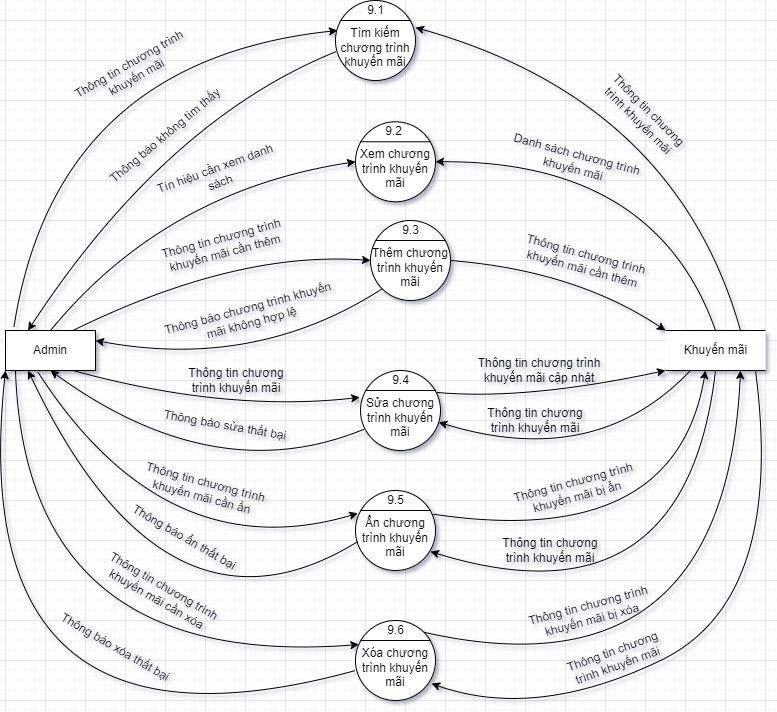 9.1
Tìm kiếm
chương trình
khuyến mãi
Thông tin chương trình
khuyến mãi
Thông báo không tìm thấy
Thông tin chương
trình khuyến mãi
9.2
Xem chương
trình khuyến
mãi
Tín hiệu cần xem danh
sách
Danh sách chương trình
khuyến mãi
9.3
Thêm chương
trình khuyến
mãi
Thông tin chương trình
khuyến mãi cần thêm
Thông báo chương trình khuyến
mãi không hợp lệ
Thông tin chương trình
khuyến mãi cần thêm
Admin
Khuyến mãi
9.4
Sửa chương
trình khuyến
mãi
Thông tin chương
trình khuyến mãi
Thông báo sửa thất bại
Thông tin chương trình
khuyến mãi cập nhật
Thông tin chương
trình khuyến mãi
9.5
Ẩn chương
trình khuyến
mãi
Thông tin chương trình
khuyến mãi cần ẩn
Thông báo ẩn thất bại
Thông tin chương trình
khuyến mãi bị ẩn
Thông tin chương
trình khuyến mãi
9.6
Xóa chương
trình khuyến
mãi
Thông tin chương trình
khuyến mãi cần xóa
Thông báo xóa thất bại
Thông tin chương trình
khuyến mãi bị xóa
Thông tin chương
trình khuyến mãi